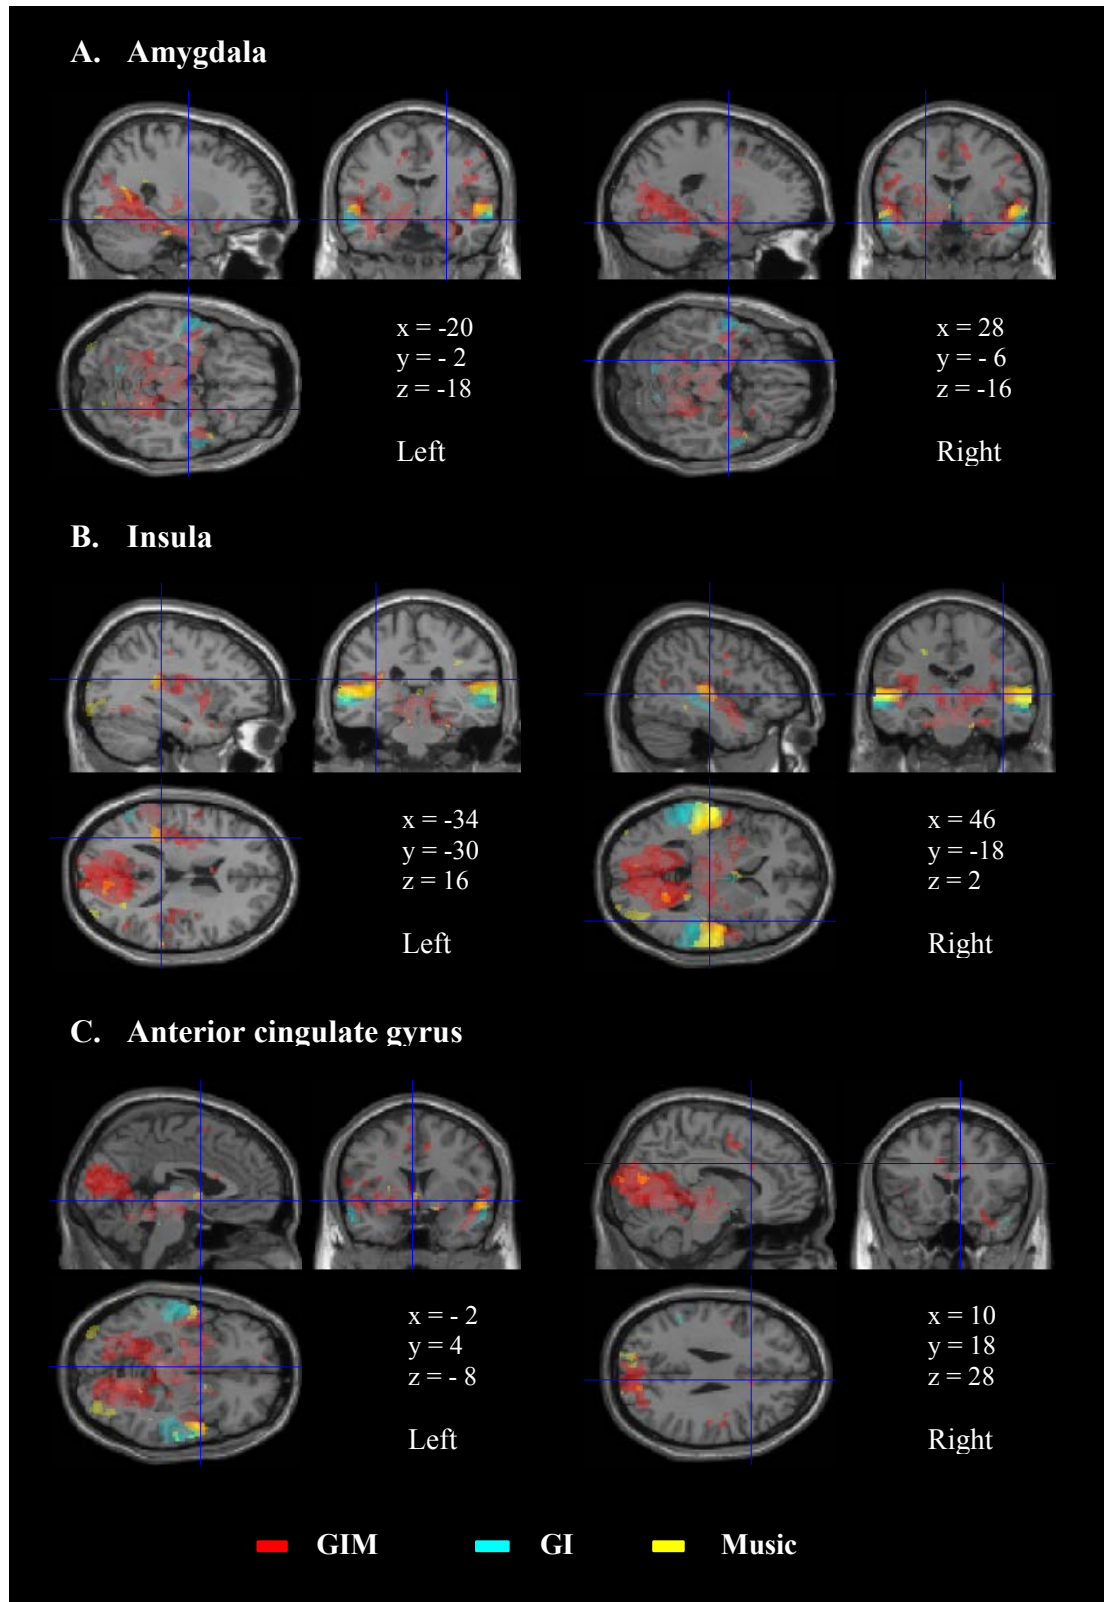 A. Amygdala
x = -20
y = - 2
z = -18
Left
x = 28
y = - 6
z = -16
Right
B. Insula
x = -34
y = -30
z = 16
Left
x = 46
y = -18
z = 2
Right
C. Anterior cingulate gyrus
x = - 2
y = 4
z = - 8
Left
x = 10
y = 18
z = 28
Right
GIM GI Music